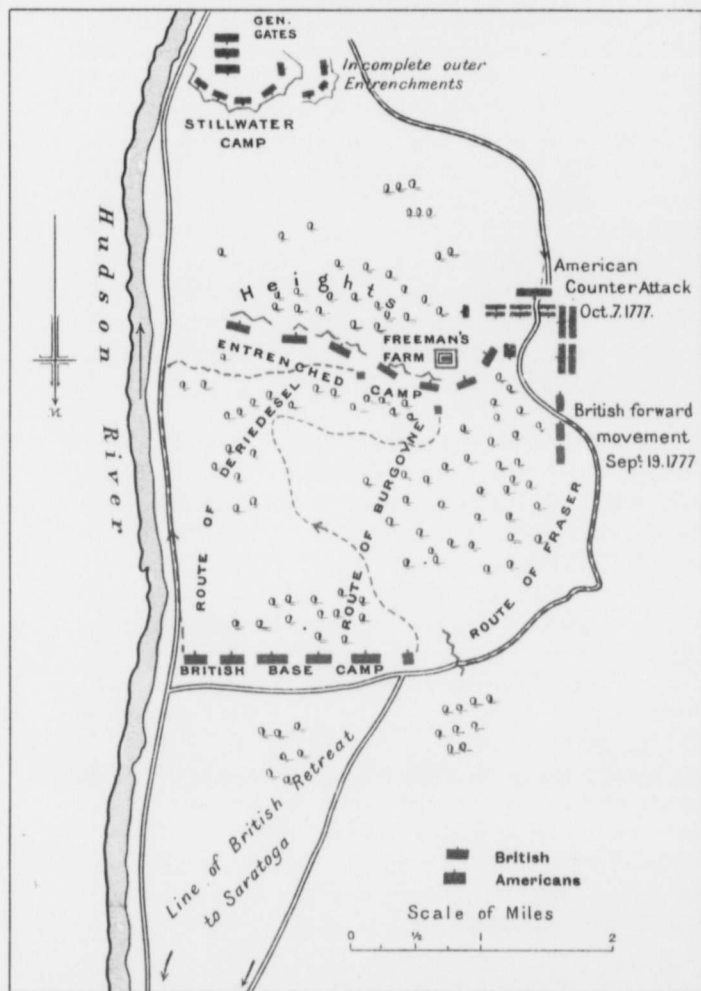 GEN.
GATES
Incomplete outer
Entrenchments
STILLWATER
CAMP
Hudson River
Heights
American
Counter Attack
Oct. 7. 1777.
FREEMAN'S
FARM
ENTRENCHED
CAMP
British forward
movement
Sept. 19. 1777
ROUTE OF DERIEDESEL
ROUTE OF BURGOYNE
ROUTE OF FRASER
N
BRITISH BASE CAMP
Line of British Retreat
to Saratoga
British
Americans
Scale of Miles
0 ½ 1 2